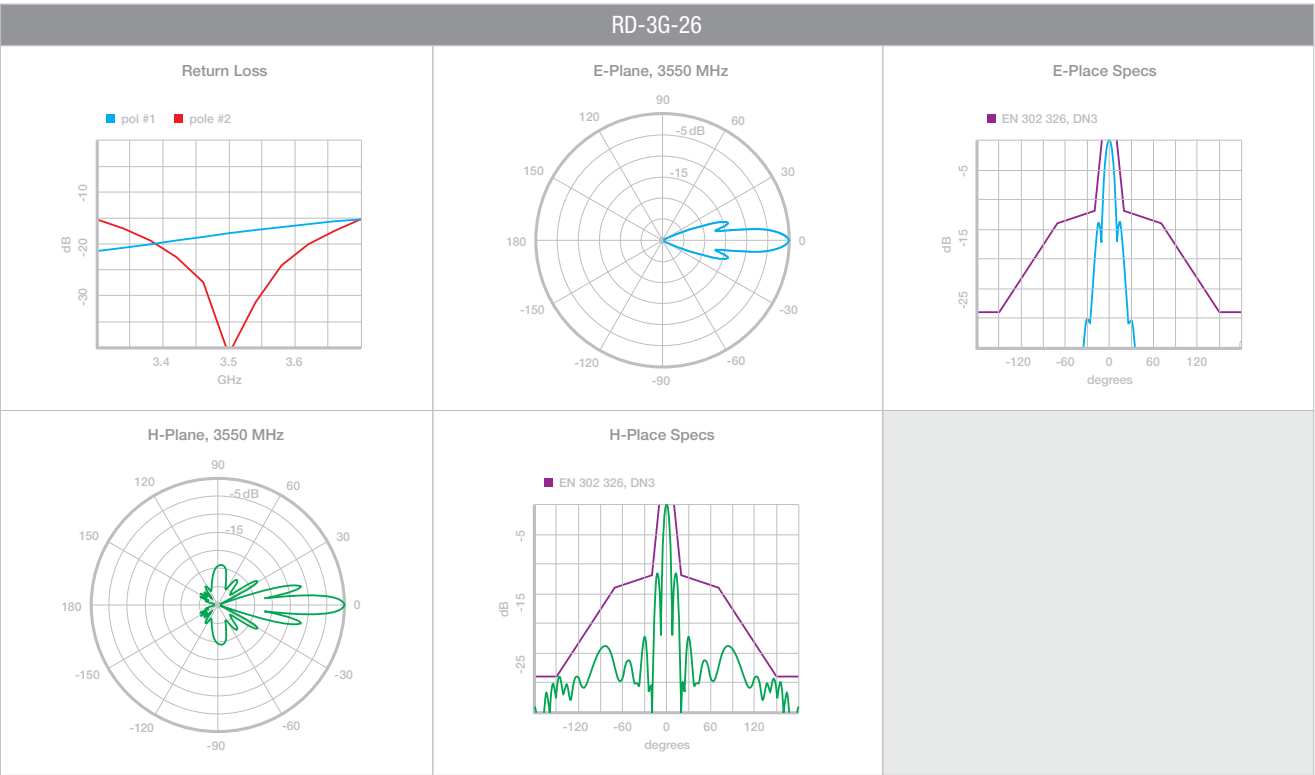 RD-3G-26
Return Loss
pol #1 pole #2
-10
-20
-30
dB
3.4 3.5 3.6
GHz
E-Plane, 3550 MHz
90
120 60
-5 dB
150 -15 30
180 0
-150 -30
-120 -60
-90
E-Place Specs
EN 302 326, DN3
-5
-15
-25
dB
-120 -60 0 60 120
degrees
H-Plane, 3550 MHz
90
120 60
-5 dB
150 -15 30
180 0
-150 -30
-120 -60
-90
H-Place Specs
EN 302 326, DN3
-5
-15
-25
dB
-120 -60 0 60 120
degrees